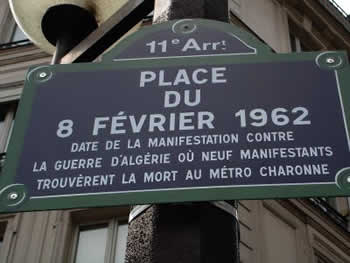 11e Arrt
PLACE
DU
8 FÉVRIER 1962
DATE DE LA MANIFESTATION CONTRE
LA GUERRE D'ALGÉRIE OÙ NEUF MANIFESTANTS
TROUVÈRENT LA MORT AU MÉTRO CHARONNE